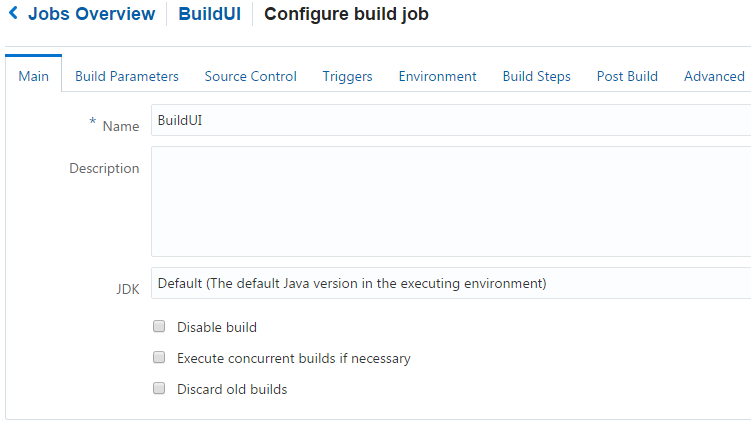 Jobs Overview BuildUI Configure build job
Main Build Parameters Source Control Triggers Environment Build Steps Post Build Advanced
* Name BuildUI
Description
JDK Default (The default Java version in the executing environment)
Disable build
Execute concurrent builds if necessary
Discard old builds